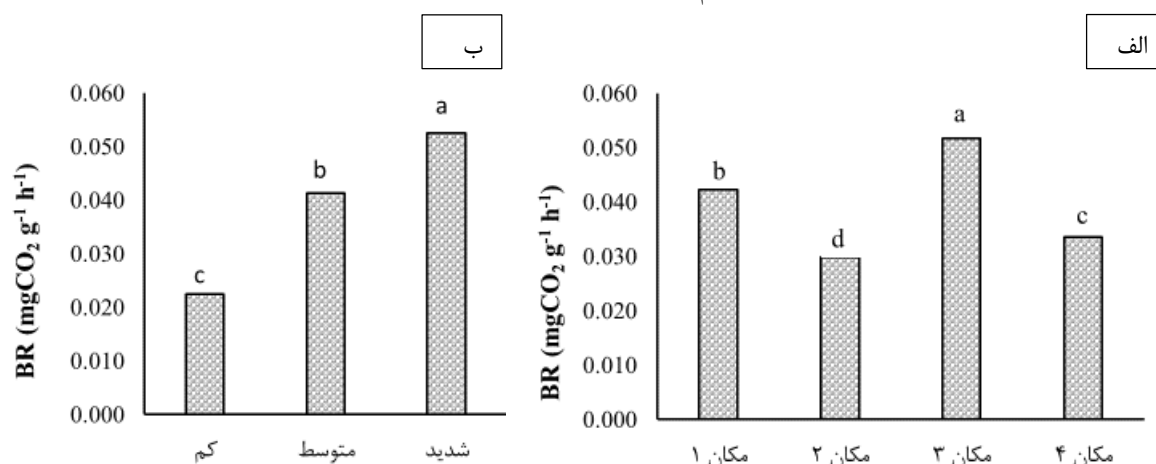 الف
BR (mgCO₂ g⁻¹ h⁻¹)
0.060
0.050
0.040
0.030
0.020
0.010
0.000
b
d
a
c
مکان ۱
مکان ۲
مکان ۳
مکان ۴
ب
BR (mgCO₂ g⁻¹ h⁻¹)
0.060
0.050
0.040
0.030
0.020
0.010
0.000
c
b
a
کم
متوسط
شدید